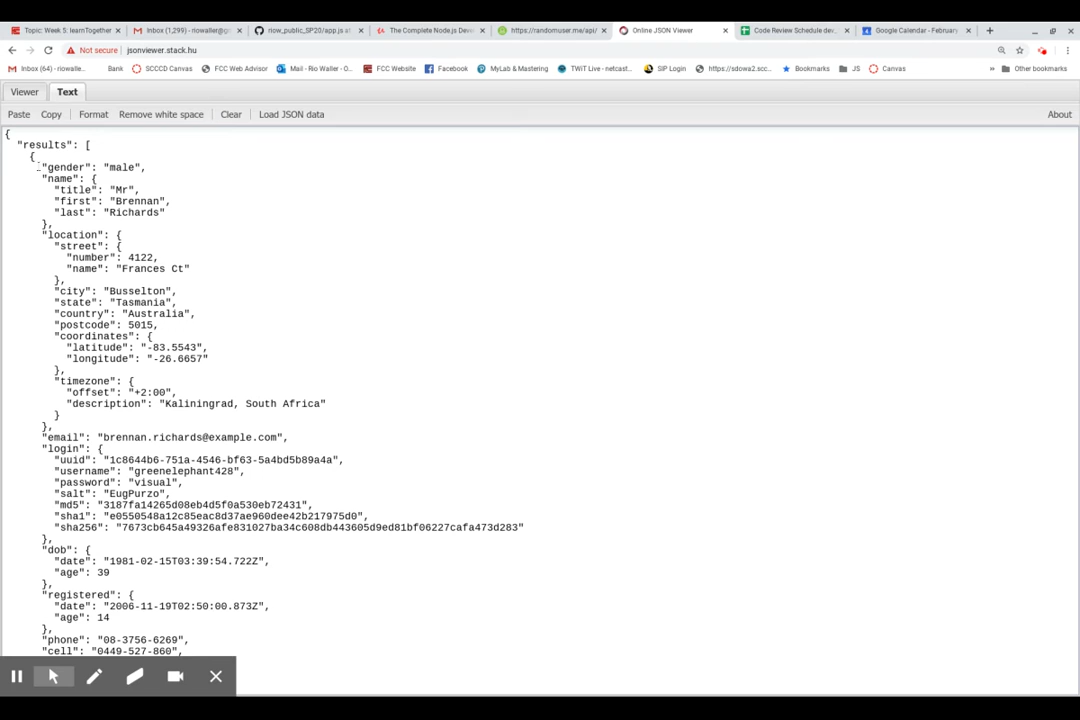 Topic: Week 5: learnTogether
Inbox (1,299) - riowaller@g
riow_public_SP20/app.js at
The Complete Node.js Deve
https://randomuser.me/api/
Online JSON Viewer
Code Review Schedule dev
Google Calendar - February
Not secure | jsonviewer.stack.hu
Inbox (64) - riowalle...
Bank
SCCCD Canvas
FCC Web Advisor
Mail - Rio Waller - O...
FCC Website
Facebook
MyLab & Mastering
TWiT Live - netcast...
SIP Login
https://sdowa2.scc...
Bookmarks
JS
Canvas
»
Other bookmarks
Viewer
Text
Paste
Copy
Format
Remove white space
Clear
Load JSON data
About
{
"results": [
{
"gender": "male",
"name": {
"title": "Mr",
"first": "Brennan",
"last": "Richards"
},
"location": {
"street": {
"number": 4122,
"name": "Frances Ct"
},
"city": "Busselton",
"state": "Tasmania",
"country": "Australia",
"postcode": 5015,
"coordinates": {
"latitude": "-83.5543",
"longitude": "-26.6657"
},
"timezone": {
"offset": "+2:00",
"description": "Kaliningrad, South Africa"
}
},
"email": "brennan.richards@example.com",
"login": {
"uuid": "1c8644b6-751a-4546-bf63-5a4bd5b89a4a",
"username": "greenelephant428",
"password": "visual",
"salt": "EugPurzo",
"md5": "3187fa14265d08eb4d5f0a530eb72431",
"sha1": "e0550548a12c85eac8d37ae960dee42b217975d0",
"sha256": "7673cb645a49326afe831027ba34c608db443605d9ed81bf06227cafa473d283"
},
"dob": {
"date": "1981-02-15T03:39:54.722Z",
"age": 39
},
"registered": {
"date": "2006-11-19T02:50:00.873Z",
"age": 14
},
"phone": "08-3756-6269",
"cell": "0449-527-860",